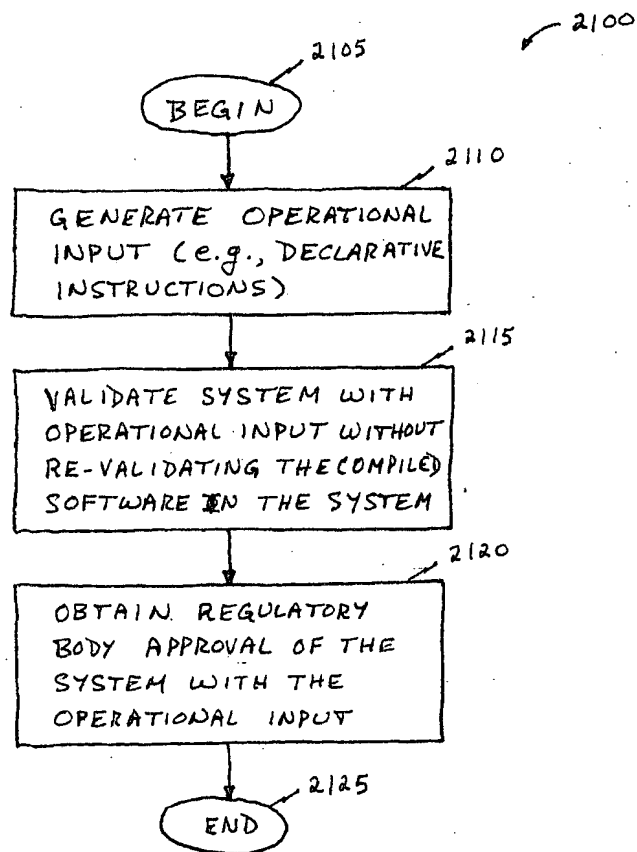 2100
2105
BEGIN
2110
GENERATE OPERATIONAL
INPUT (e.g., DECLARATIVE
INSTRUCTIONS)
2115
VALIDATE SYSTEM WITH
OPERATIONAL INPUT WITHOUT
RE-VALIDATING THE COMPILED
SOFTWARE IN THE SYSTEM
2120
OBTAIN REGULATORY
BODY APPROVAL OF THE
SYSTEM WITH THE
OPERATIONAL INPUT
2125
END